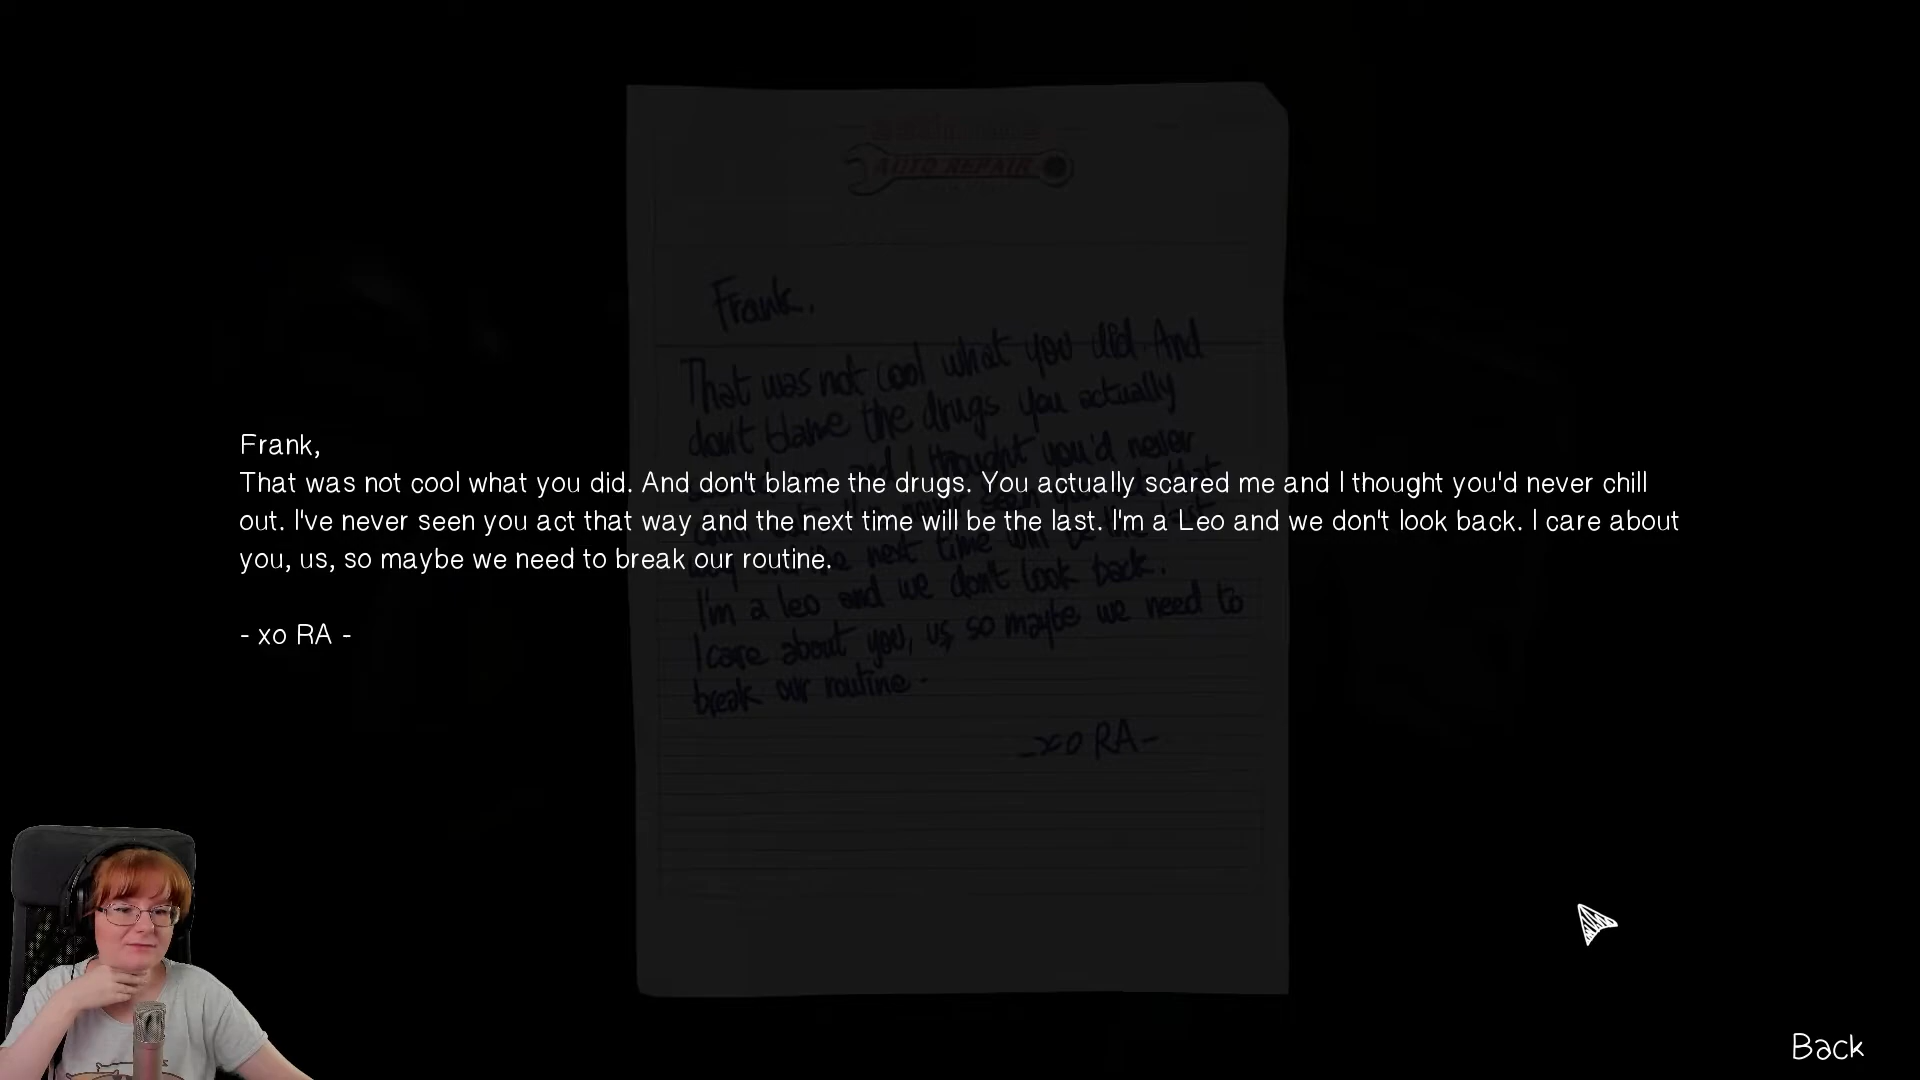 AUTO REPAIR
Frank,
That was not cool what you did. And don't blame the drugs. You actually scared me and I thought you'd never chill
out. I've never seen you act that way and the next time will be the last. I'm a Leo and we don't look back. I care about
you, us, so maybe we need to break our routine.
- xo RA -
Frank.
That was not cool what you did. And
don't blame the drugs you actually
and I thought you'd never
next time will be the
I'm a leo and we don't look back.
I care about you, us, so maybe we need to
break our routine.
-xo RA-
Back